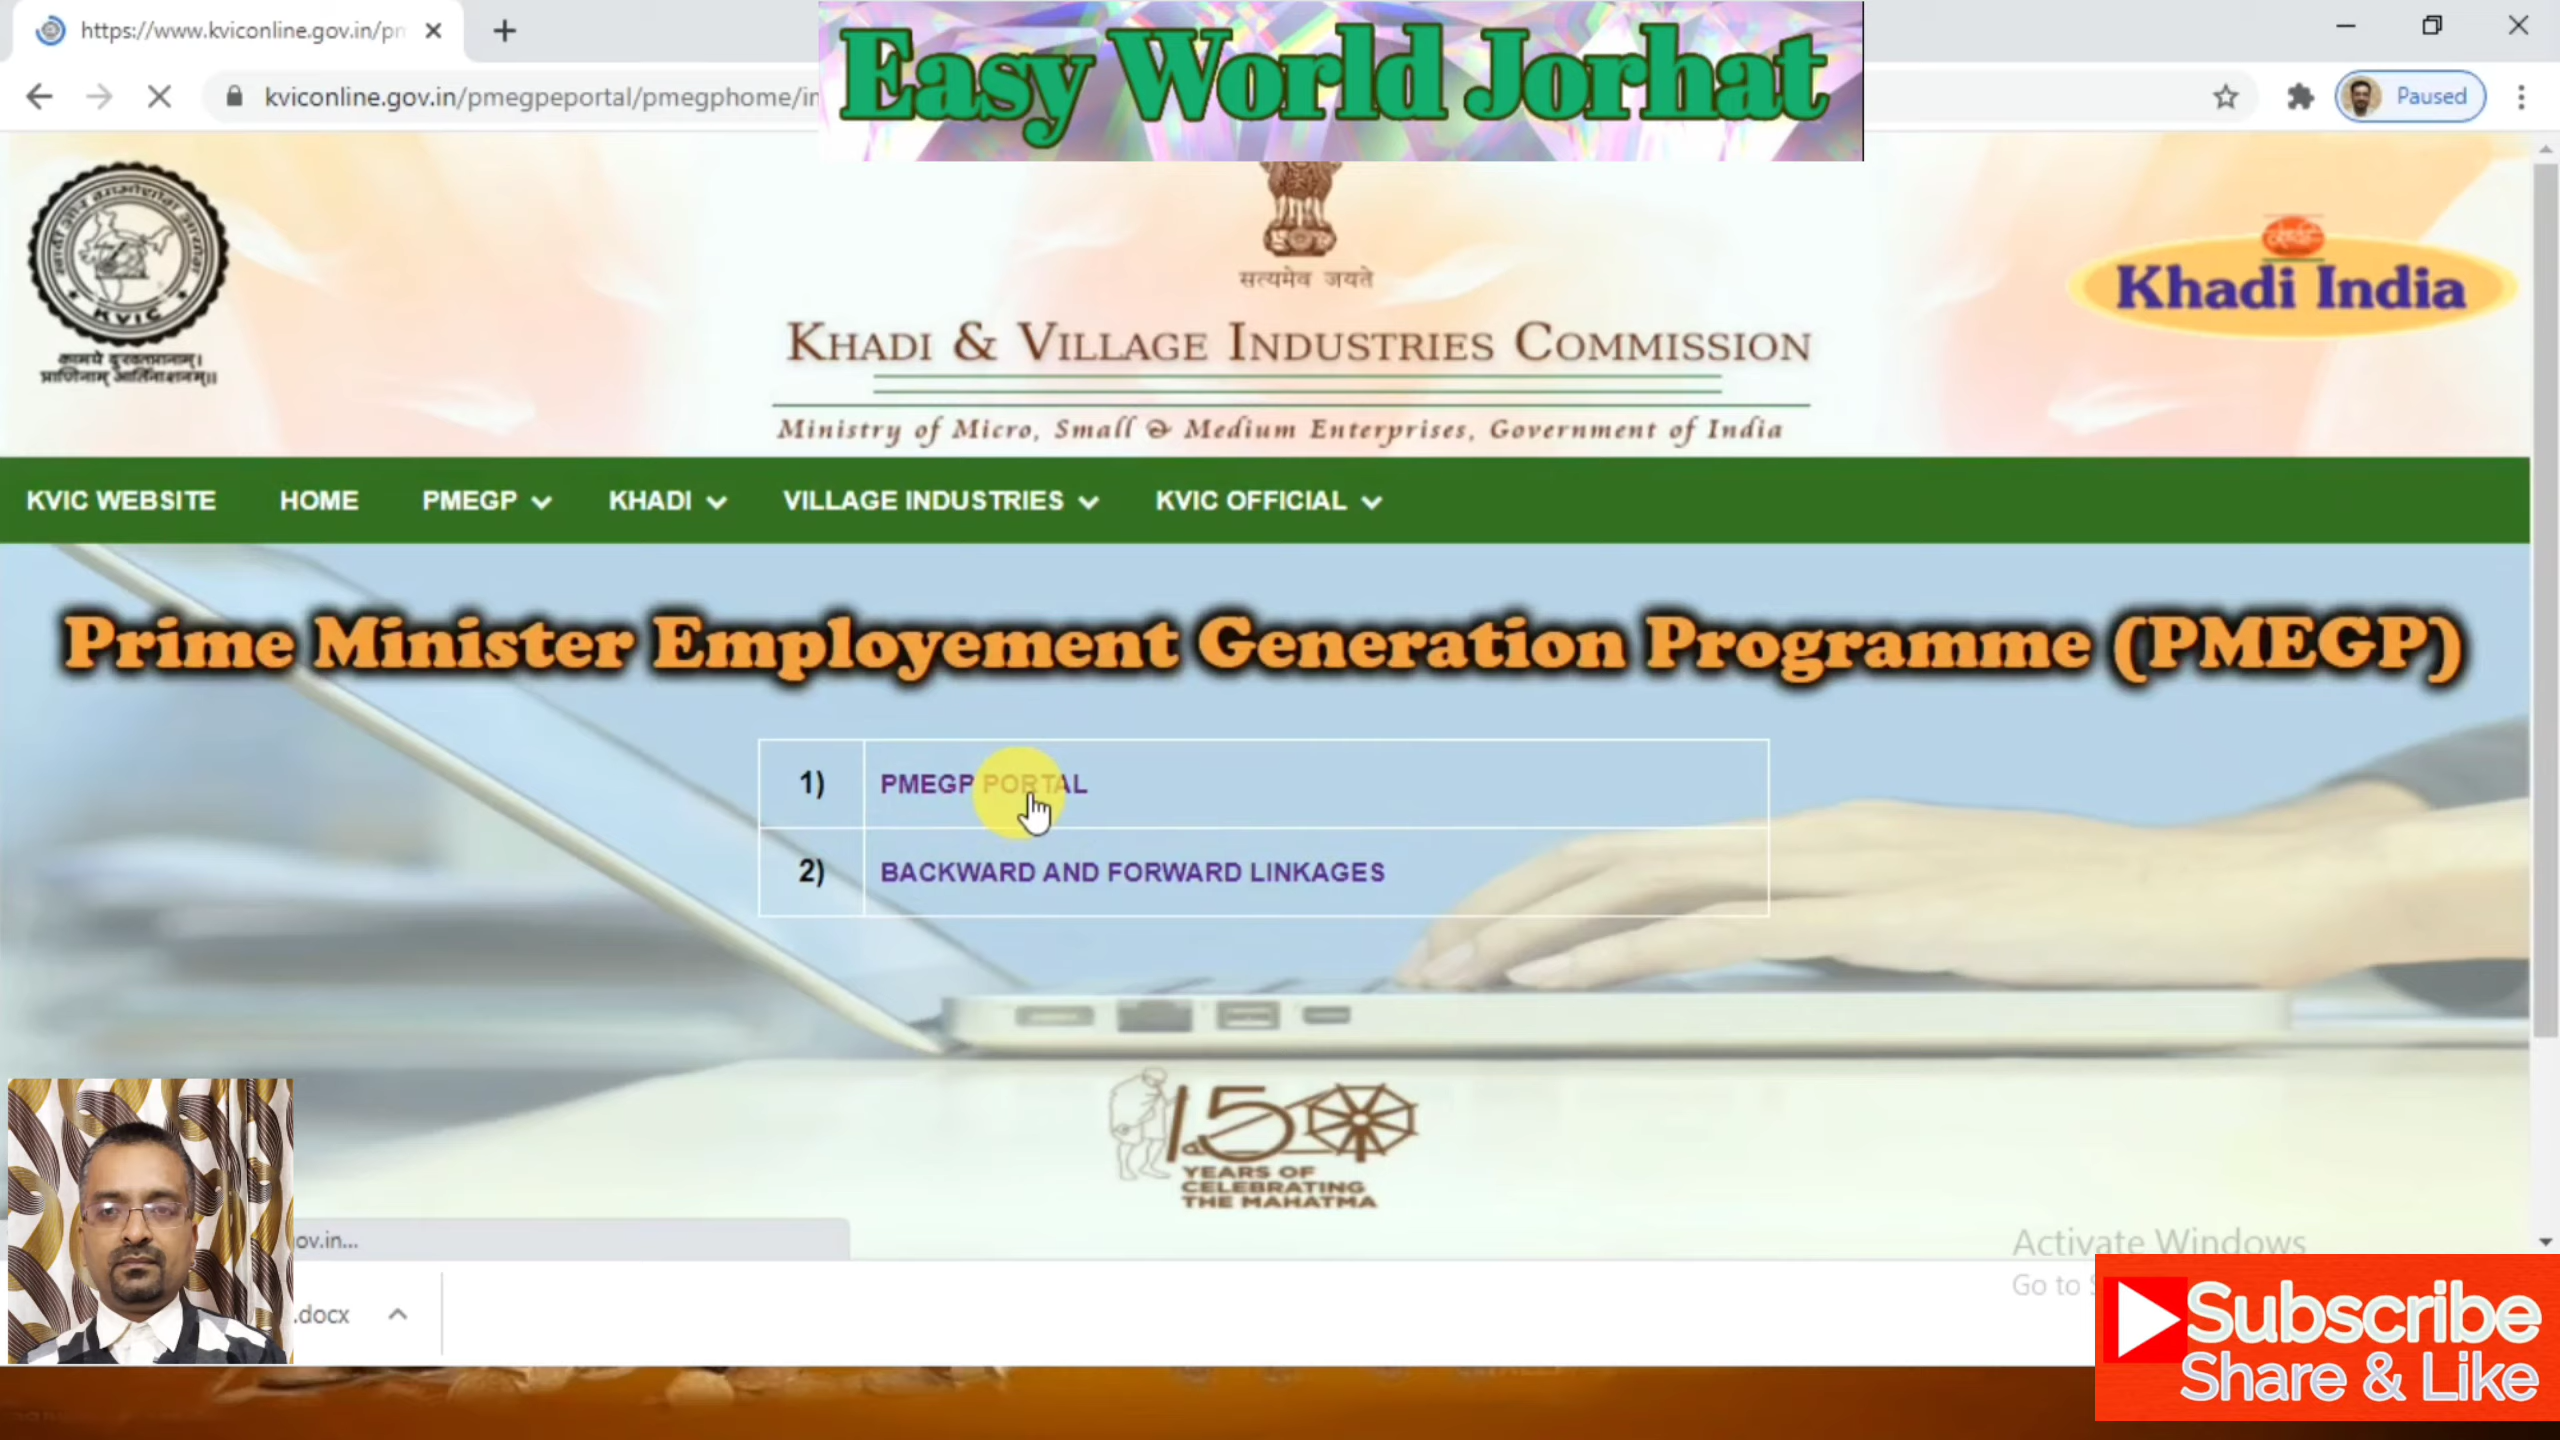 https://www.kviconline.gov.in/pm
Easy World Jorhat
kviconline.gov.in/pmegpeportal/pmegphome/in
Paused
KVIC
सत्यमेव जयते
Khadi India
KHADI & VILLAGE INDUSTRIES COMMISSION
Ministry of Micro, Small & Medium Enterprises, Government of India
KVIC WEBSITE HOME PMEGP KHADI VILLAGE INDUSTRIES KVIC OFFICIAL
Prime Minister Employement Generation Programme (PMEGP)
1) PMEGP PORTAL
2) BACKWARD AND FORWARD LINKAGES
150
YEARS OF
CELEBRATING
THE MAHATMA
ov.in...
Activate Windows
Go to
.docx
Subscribe
Share & Like